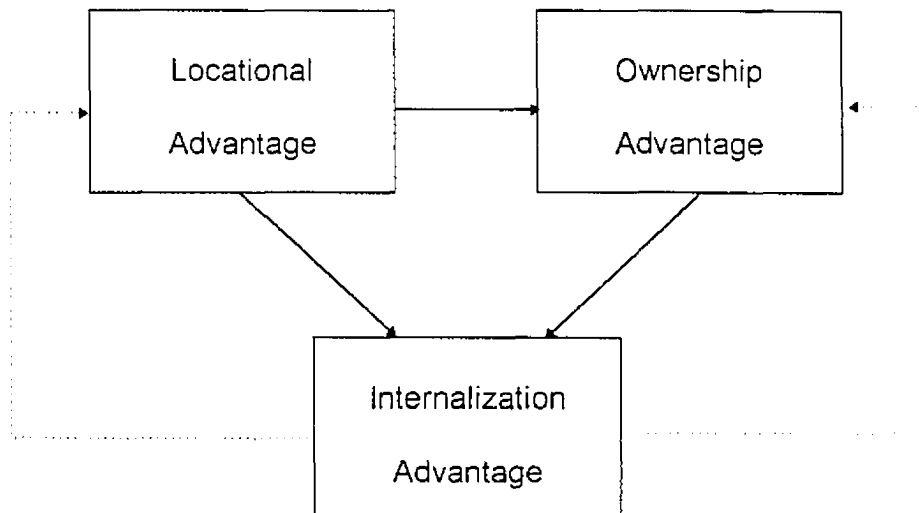 Locational
Advantage
Ownership
Advantage
Internalization
Advantage